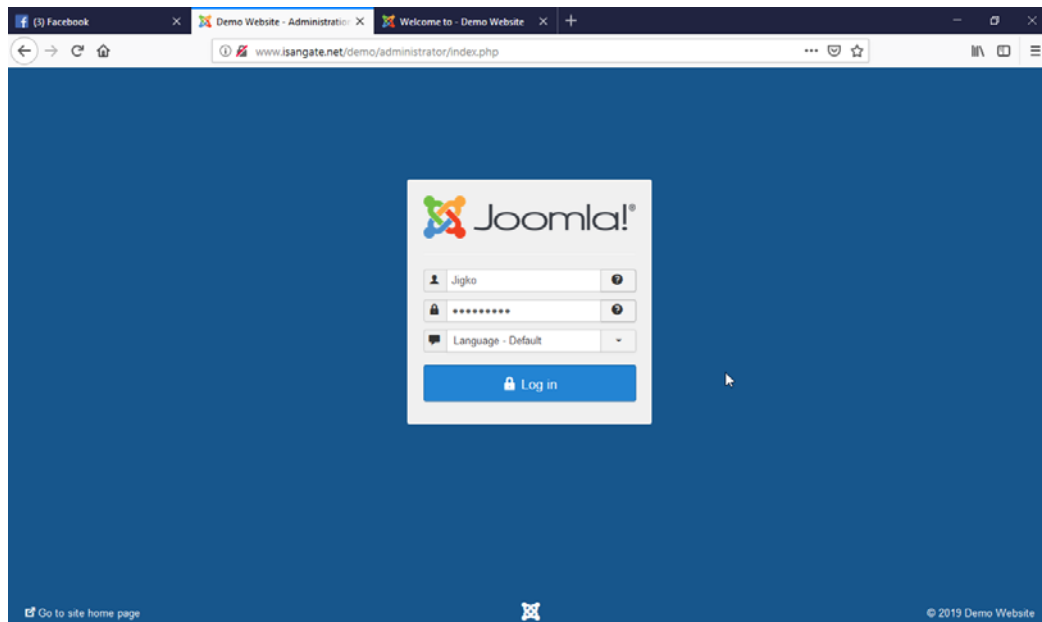 (3) Facebook
Demo Website - Administration
Welcome to - Demo Website
www.isangate.net/demo/administrator/index.php
Joomla!®
Jigko
•••••••••
Language - Default
Log in
Go to site home page
© 2019 Demo Website